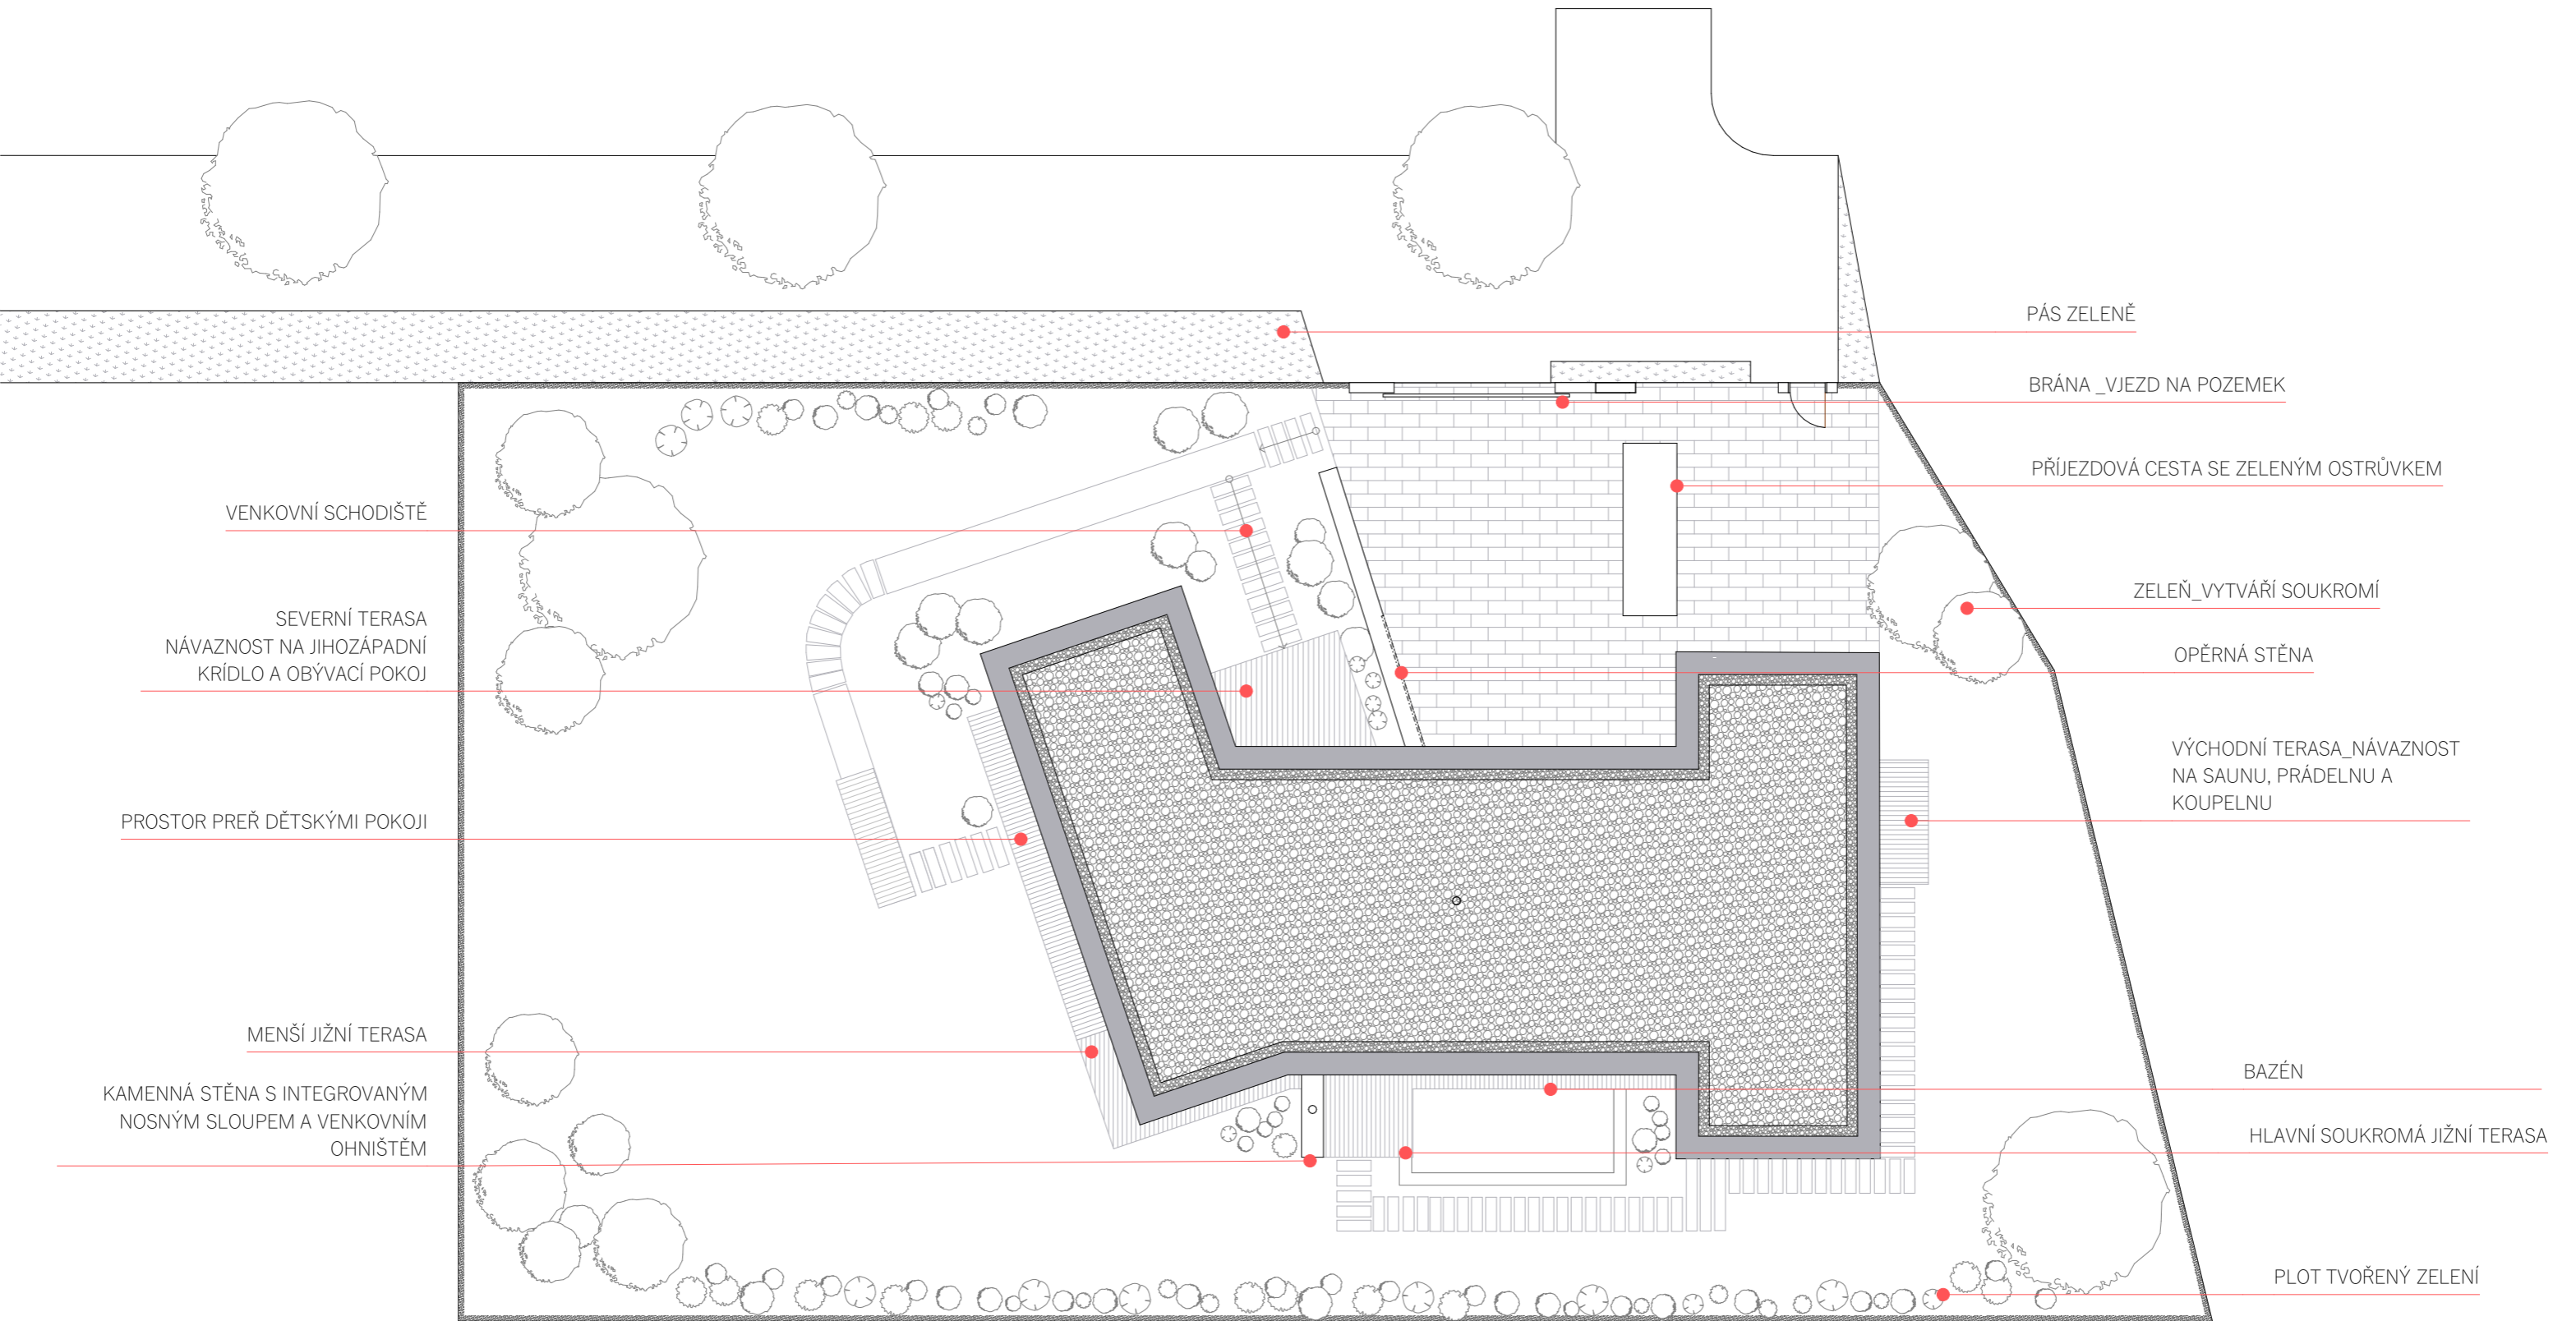 VENKOVNÍ SCHODIŠTĚ
SEVERNÍ TERASA
NÁVAZNOST NA JIHOZÁPADNÍ
KRÍDLO A OBÝVACÍ POKOJ
PROSTOR PREŘ DĚTSKÝMI POKOJI
MENŠÍ JIŽNÍ TERASA
KAMENNÁ STĚNA S INTEGROVANÝM
NOSNÝM SLOUPEM A VENKOVNÍM
OHNIŠTĚM
PÁS ZELENĚ
BRÁNA _VJEZD NA POZEMEK
PŘÍJEZDOVÁ CESTA SE ZELENÝM OSTRŮVKEM
ZELEŇ_VYTVÁŘÍ SOUKROMÍ
OPĚRNÁ STĚNA
VÝCHODNÍ TERASA_NÁVAZNOST
NA SAUNU, PRÁDELNU A
KOUPELNU
BAZÉN
HLAVNÍ SOUKROMÁ JIŽNÍ TERASA
PLOT TVOŘENÝ ZELENÍ